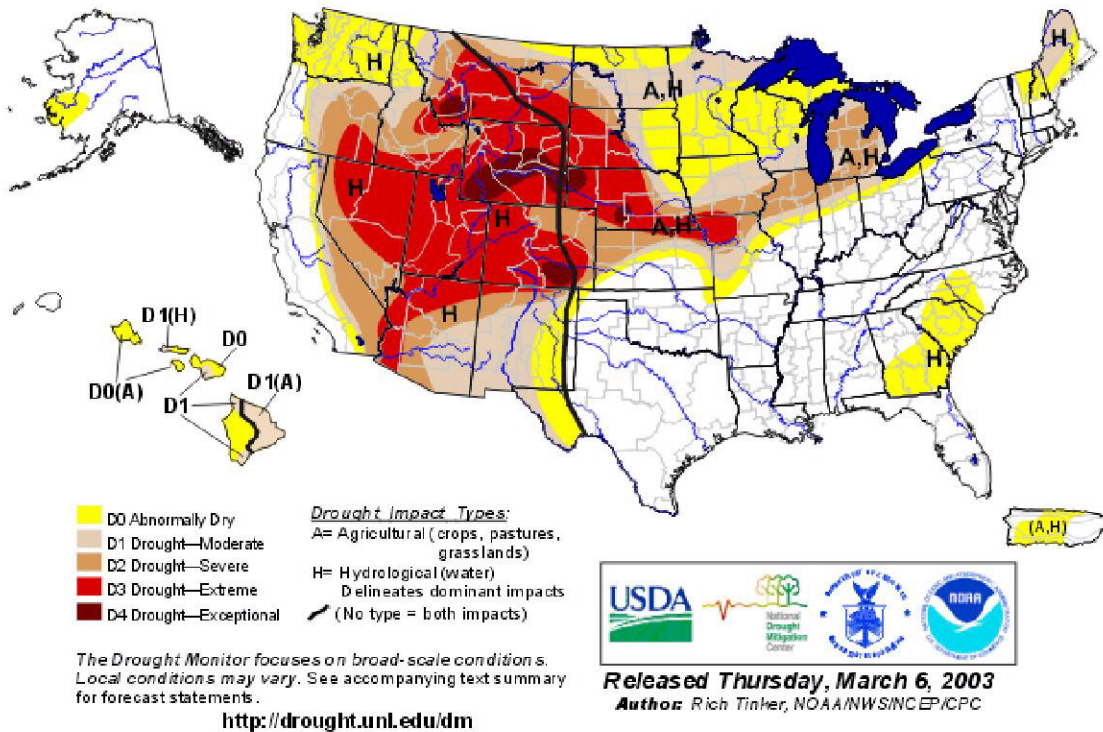 H
H
A,H
H
A,H
H
H
A,H
H
H
D1(H)
D0
D0(A)
D1
D1(A)
(A,H)
D0 Abnormally Dry
D1 Drought—Moderate
D2 Drought—Severe
D3 Drought—Extreme
D4 Drought—Exceptional
Drought Impact Types:
A= Agricultural (crops, pastures,
grasslands)
H= Hydrological (water)
Delineates dominant impacts
(No type = both impacts)
The Drought Monitor focuses on broad-scale conditions.
Local conditions may vary. See accompanying text summary
for forecast statements.
http://drought.unl.edu/dm
USDA
National
Drought
Mitigation
Center
NOAA
Released Thursday, March 6, 2003
Author: Rich Tinker, NOAA/NWS/NCEP/CPC